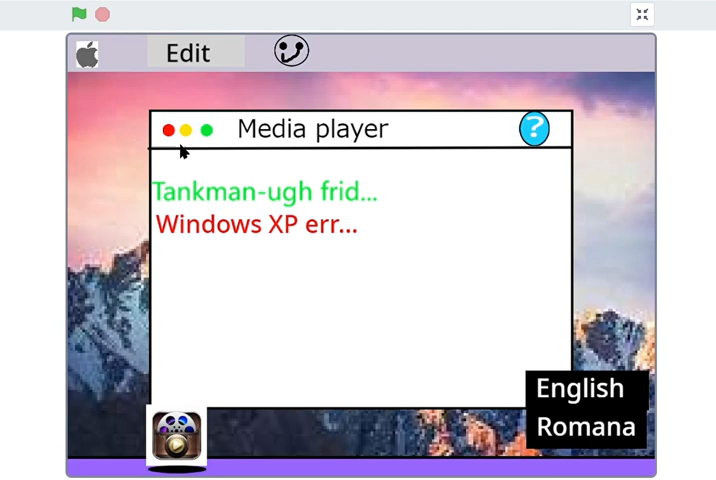 Edit
Media player
?
Tankman-ugh frid...
Windows XP err...
English
Romana